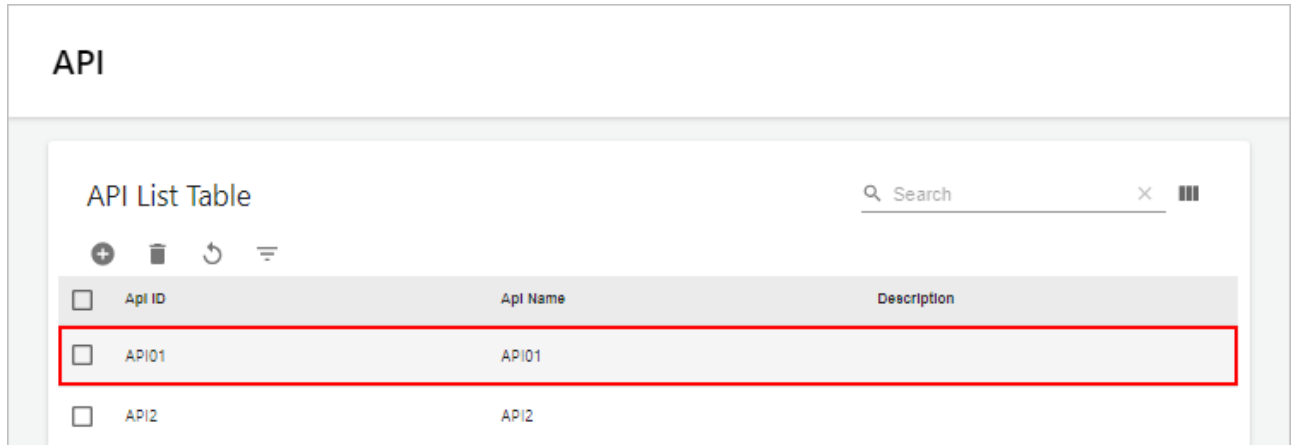 API
API List Table
Search
Api ID Api Name Description
API01 API01
API2 API2